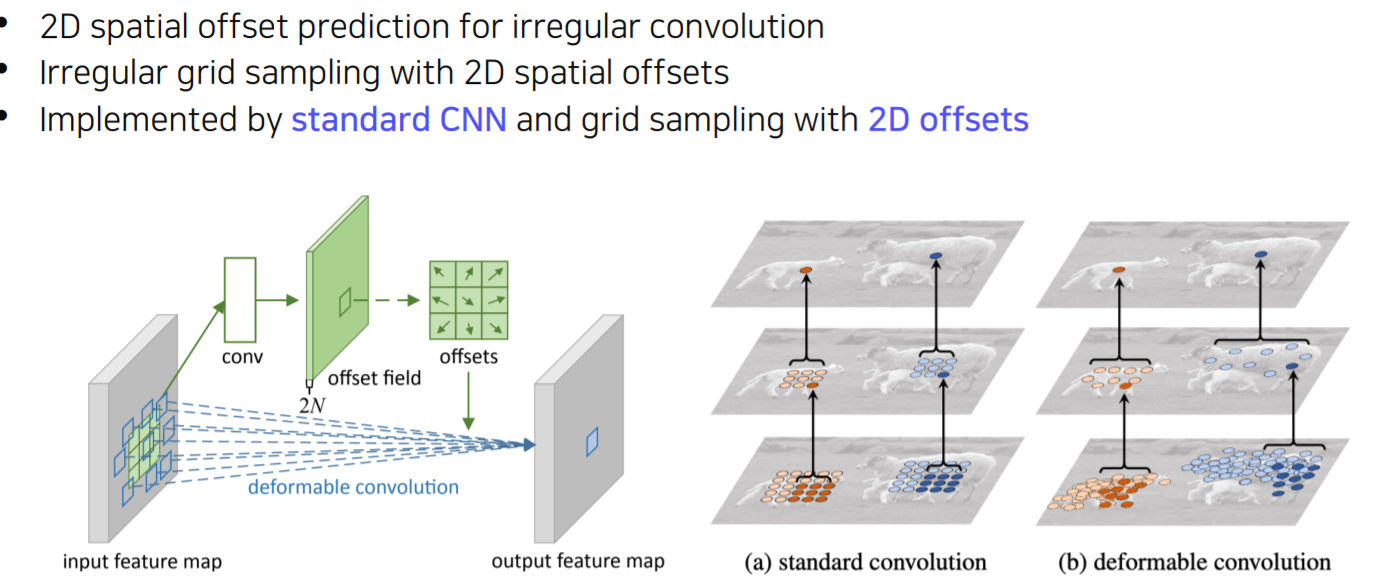 • 2D spatial offset prediction for irregular convolution
• Irregular grid sampling with 2D spatial offsets
• Implemented by standard CNN and grid sampling with 2D offsets
conv
offset field
offsets
2N
deformable convolution
input feature map
output feature map
(a) standard convolution
(b) deformable convolution